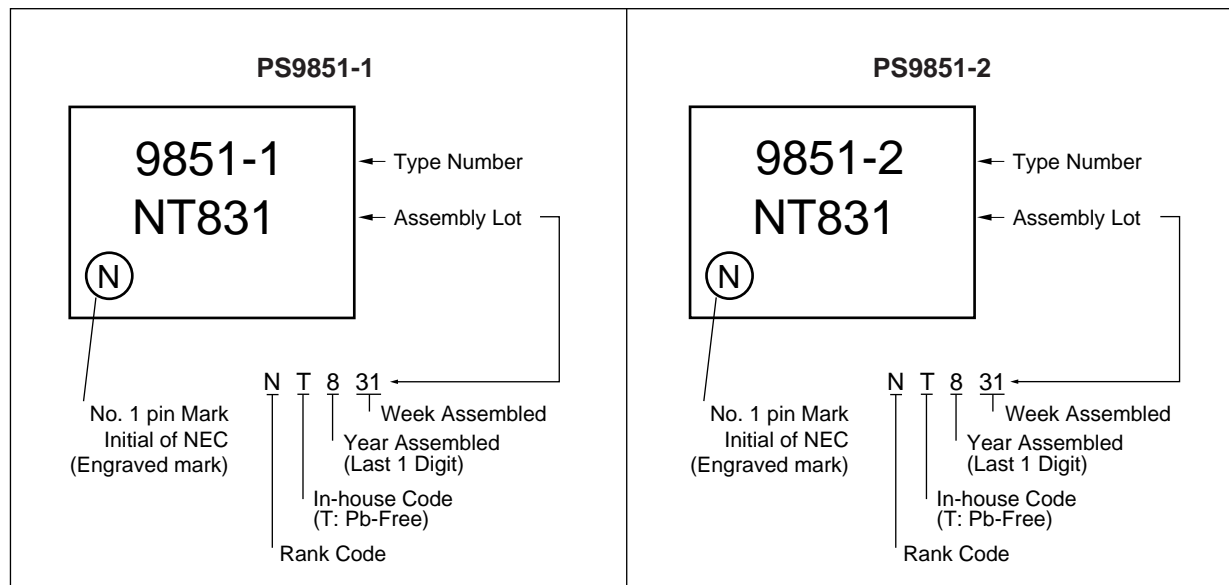 PS9851-1
9851-1
NT831
N
Type Number
Assembly Lot
N T 8 31
No. 1 pin Mark
Initial of NEC
(Engraved mark)
Week Assembled
Year Assembled
(Last 1 Digit)
In-house Code
(T: Pb-Free)
Rank Code
PS9851-2
9851-2
NT831
N
Type Number
Assembly Lot
N T 8 31
No. 1 pin Mark
Initial of NEC
(Engraved mark)
Week Assembled
Year Assembled
(Last 1 Digit)
In-house Code
(T: Pb-Free)
Rank Code